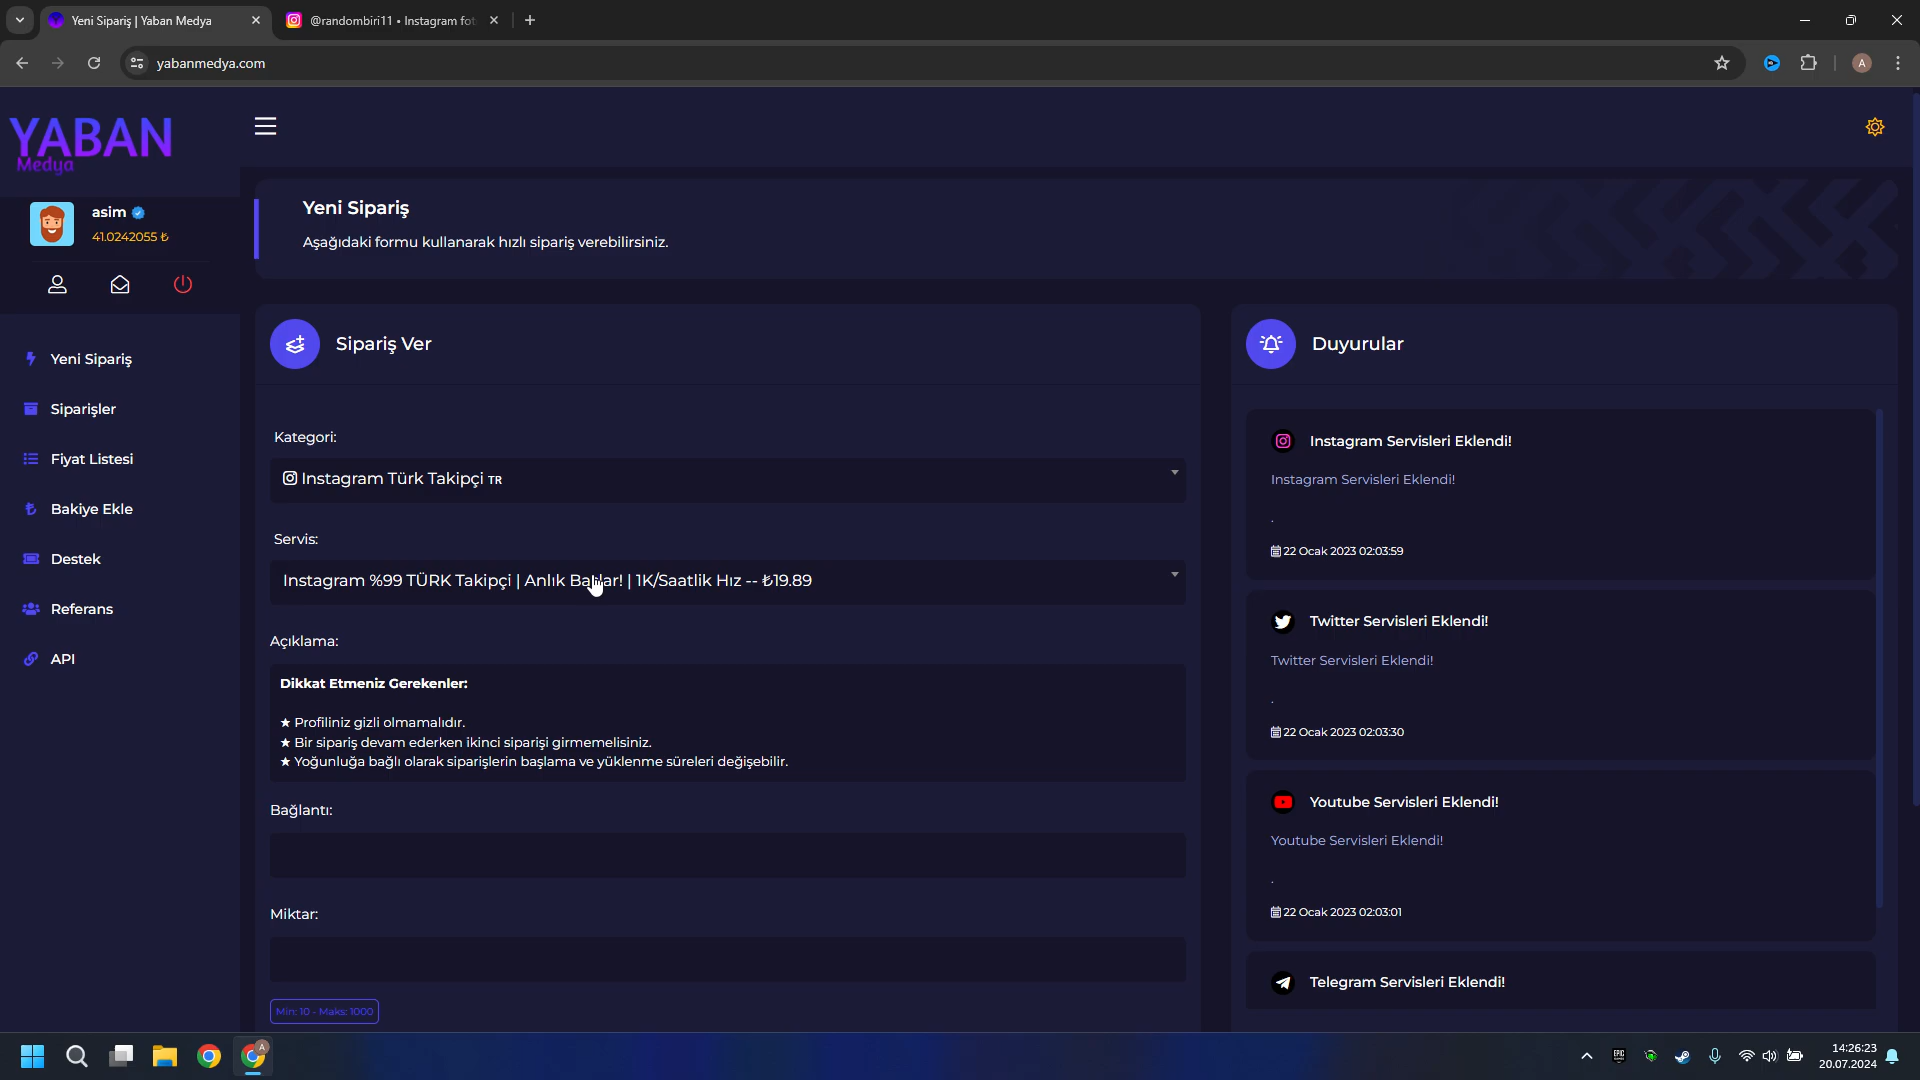 Yeni Sipariş | Yaban Medya
@randombiri11 • Instagram fot
yabanmedya.com
A
YABAN
Medya
asim
41.0242055 ₺
Yeni Sipariş
Aşağıdaki formu kullanarak hızlı sipariş verebilirsiniz.
Yeni Sipariş
Siparişler
Fiyat Listesi
Bakiye Ekle
Destek
Referans
API
Sipariş Ver
Kategori:
Instagram Türk Takipçi TR
Servis:
Instagram %99 TÜRK Takipçi | Anlık Başlar! | 1K/Saatlik Hız -- ₺19.89
Açıklama:
Dikkat Etmeniz Gerekenler:
★ Profiliniz gizli olmamalıdır.
★ Bir sipariş devam ederken ikinci siparişi girmemelisiniz.
★ Yoğunluğa bağlı olarak siparişlerin başlama ve yüklenme süreleri değişebilir.
Bağlantı:
Miktar:
Min: 10 - Maks: 1000
Duyurular
Instagram Servisleri Eklendi!
Instagram Servisleri Eklendi!
.
22 Ocak 2023 02:03:59
Twitter Servisleri Eklendi!
Twitter Servisleri Eklendi!
.
22 Ocak 2023 02:03:30
Youtube Servisleri Eklendi!
Youtube Servisleri Eklendi!
.
22 Ocak 2023 02:03:01
Telegram Servisleri Eklendi!
A
EPIC
14:26:23
20.07.2024